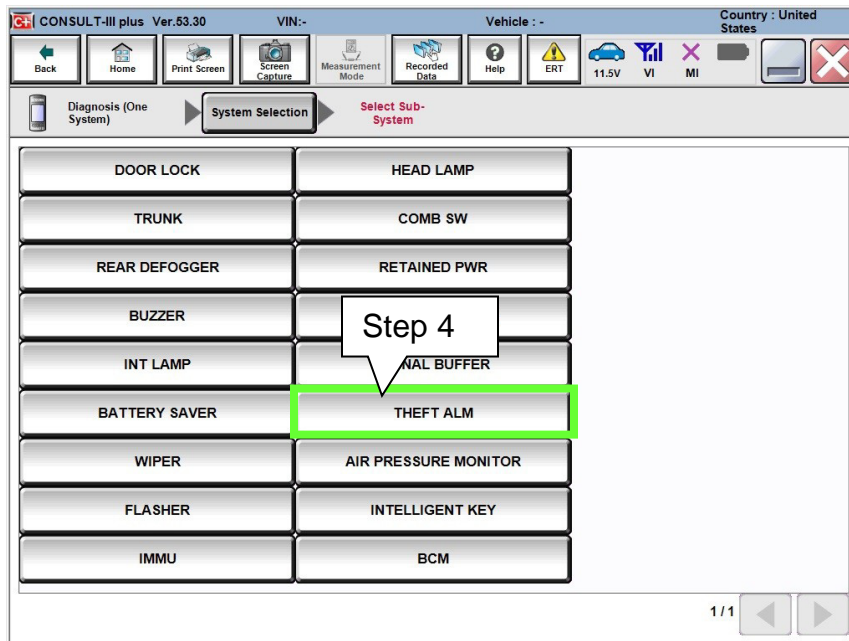 CONSULT-III plus Ver.53.30 VIN:- Vehicle : - Country : United
States
Back
Home
Print Screen
Screen
Capture
Measurement
Mode
Recorded
Data
Help
ERT
11.5V
VI
MI
Diagnosis (One
System)
System Selection
Select Sub-
System
DOOR LOCK
HEAD LAMP
TRUNK
COMB SW
REAR DEFOGGER
RETAINED PWR
BUZZER
Step 4
INT LAMP
NAL BUFFER
BATTERY SAVER
THEFT ALM
WIPER
AIR PRESSURE MONITOR
FLASHER
INTELLIGENT KEY
IMMU
BCM
1/1